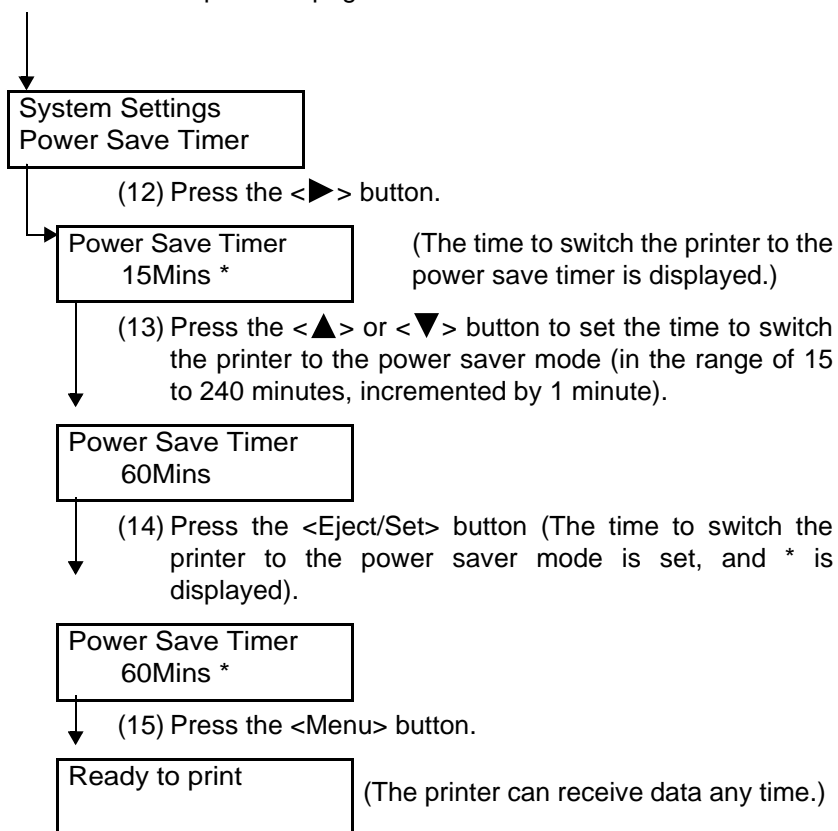 System Settings
Power Save Timer
(12) Press the <▶> button.
Power Save Timer
15Mins *
(The time to switch the printer to the
power save timer is displayed.)
(13) Press the <▲> or <▼> button to set the time to switch
the printer to the power saver mode (in the range of 15
to 240 minutes, incremented by 1 minute).
Power Save Timer
60Mins
(14) Press the <Eject/Set> button (The time to switch the
printer to the power saver mode is set, and * is
displayed).
Power Save Timer
60Mins *
(15) Press the <Menu> button.
Ready to print
(The printer can receive data any time.)